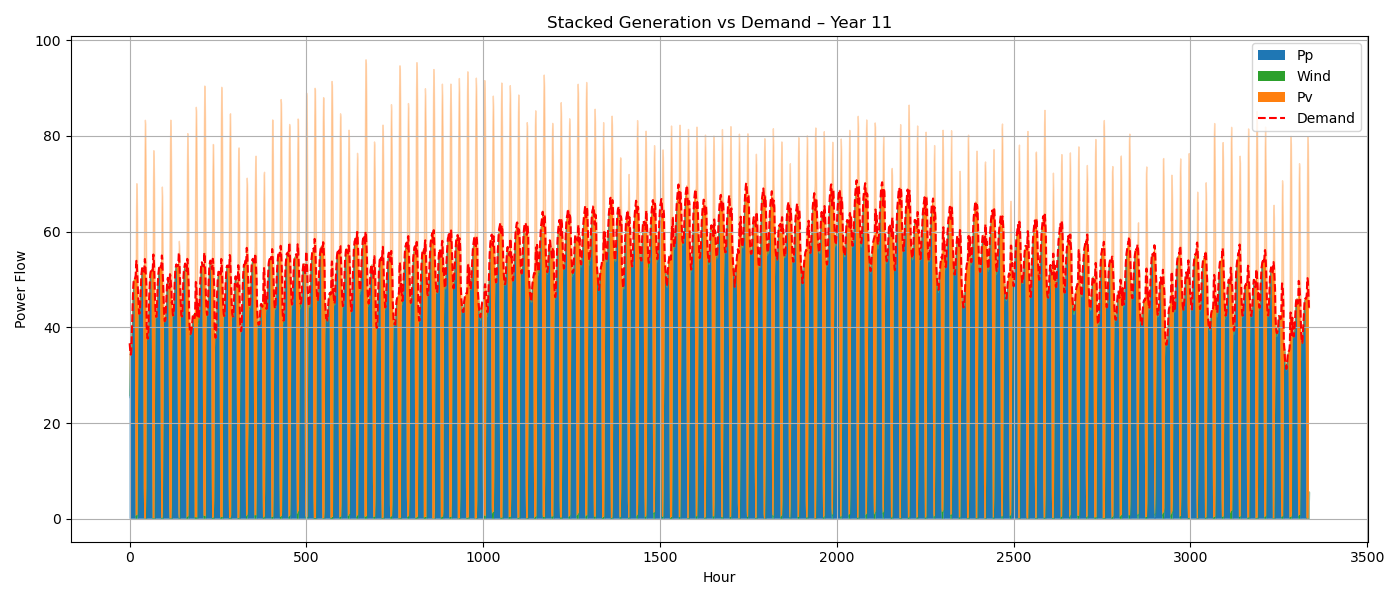 Stacked Generation vs Demand – Year 11
100
80
60
40
20
0
Power Flow
0 500 1000 1500 2000 2500 3000 3500
Hour
Pp
Wind
Pv
Demand